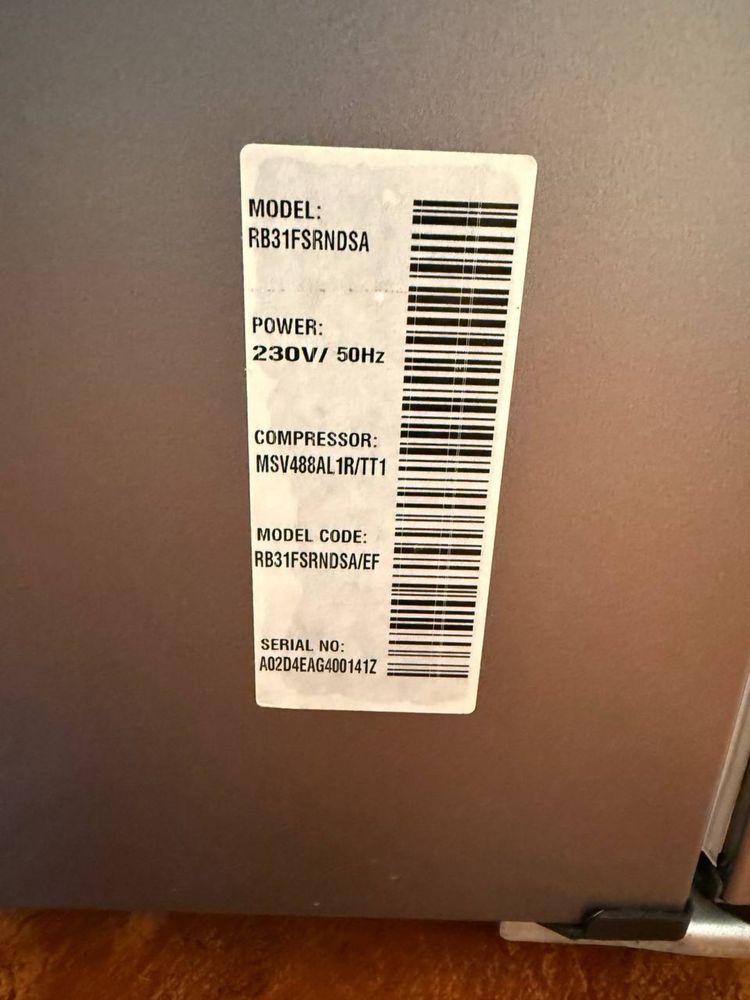 MODEL:
RB31FSRNDSA
POWER:
230V/ 50Hz
COMPRESSOR:
MSV488AL1R/TT1
MODEL CODE:
RB31FSRNDSA/EF
SERIAL NO:
A02D4EAG400141Z